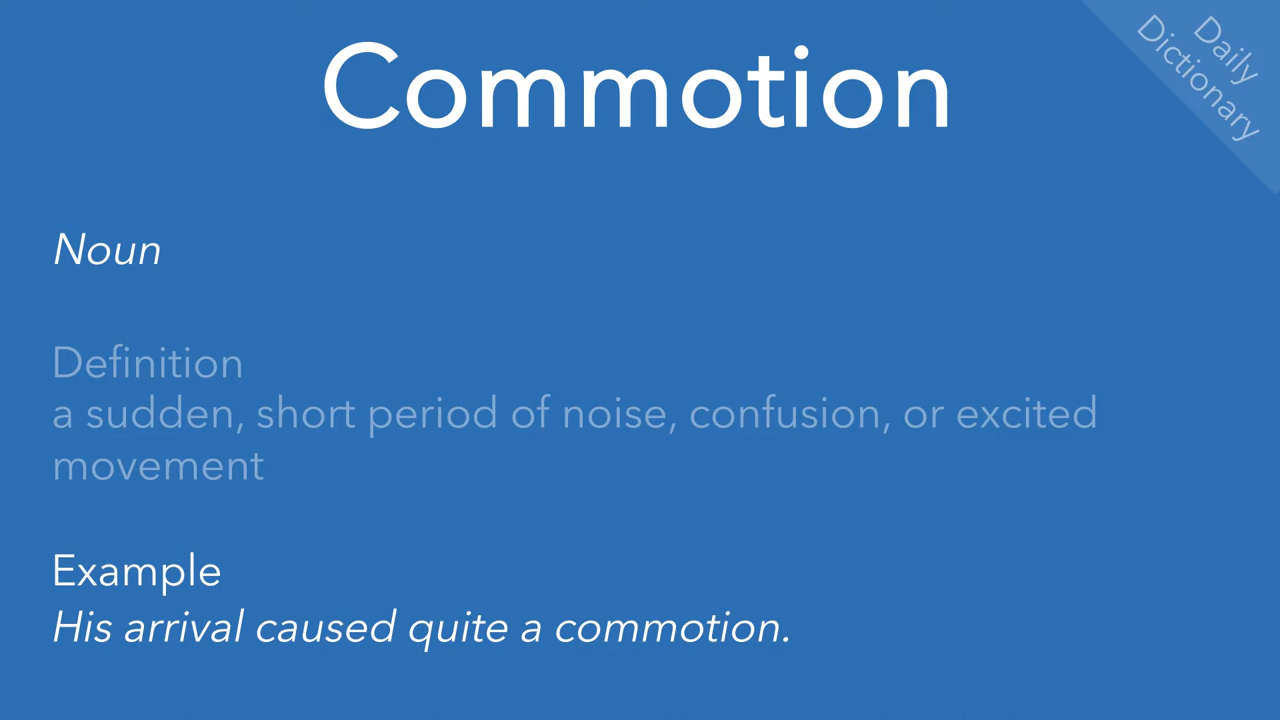 Commotion
Daily
Dictionary
Noun
Definition
a sudden, short period of noise, confusion, or excited
movement
Example
His arrival caused quite a commotion.